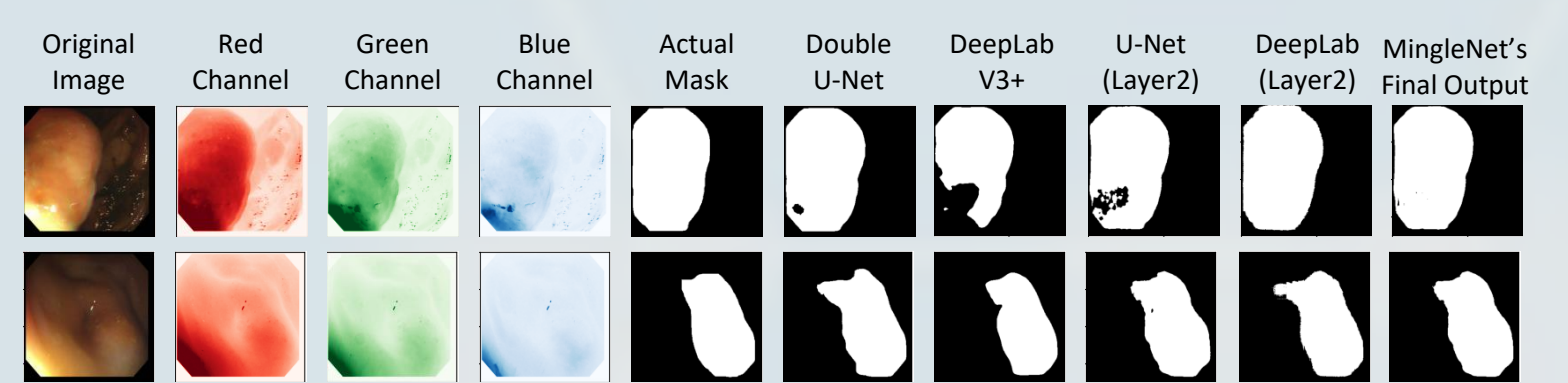 Original Image
Red Channel
Green Channel
Blue Channel
Actual Mask
Double U-Net
DeepLab V3+
U-Net (Layer2)
DeepLab (Layer2)
MingleNet's Final Output